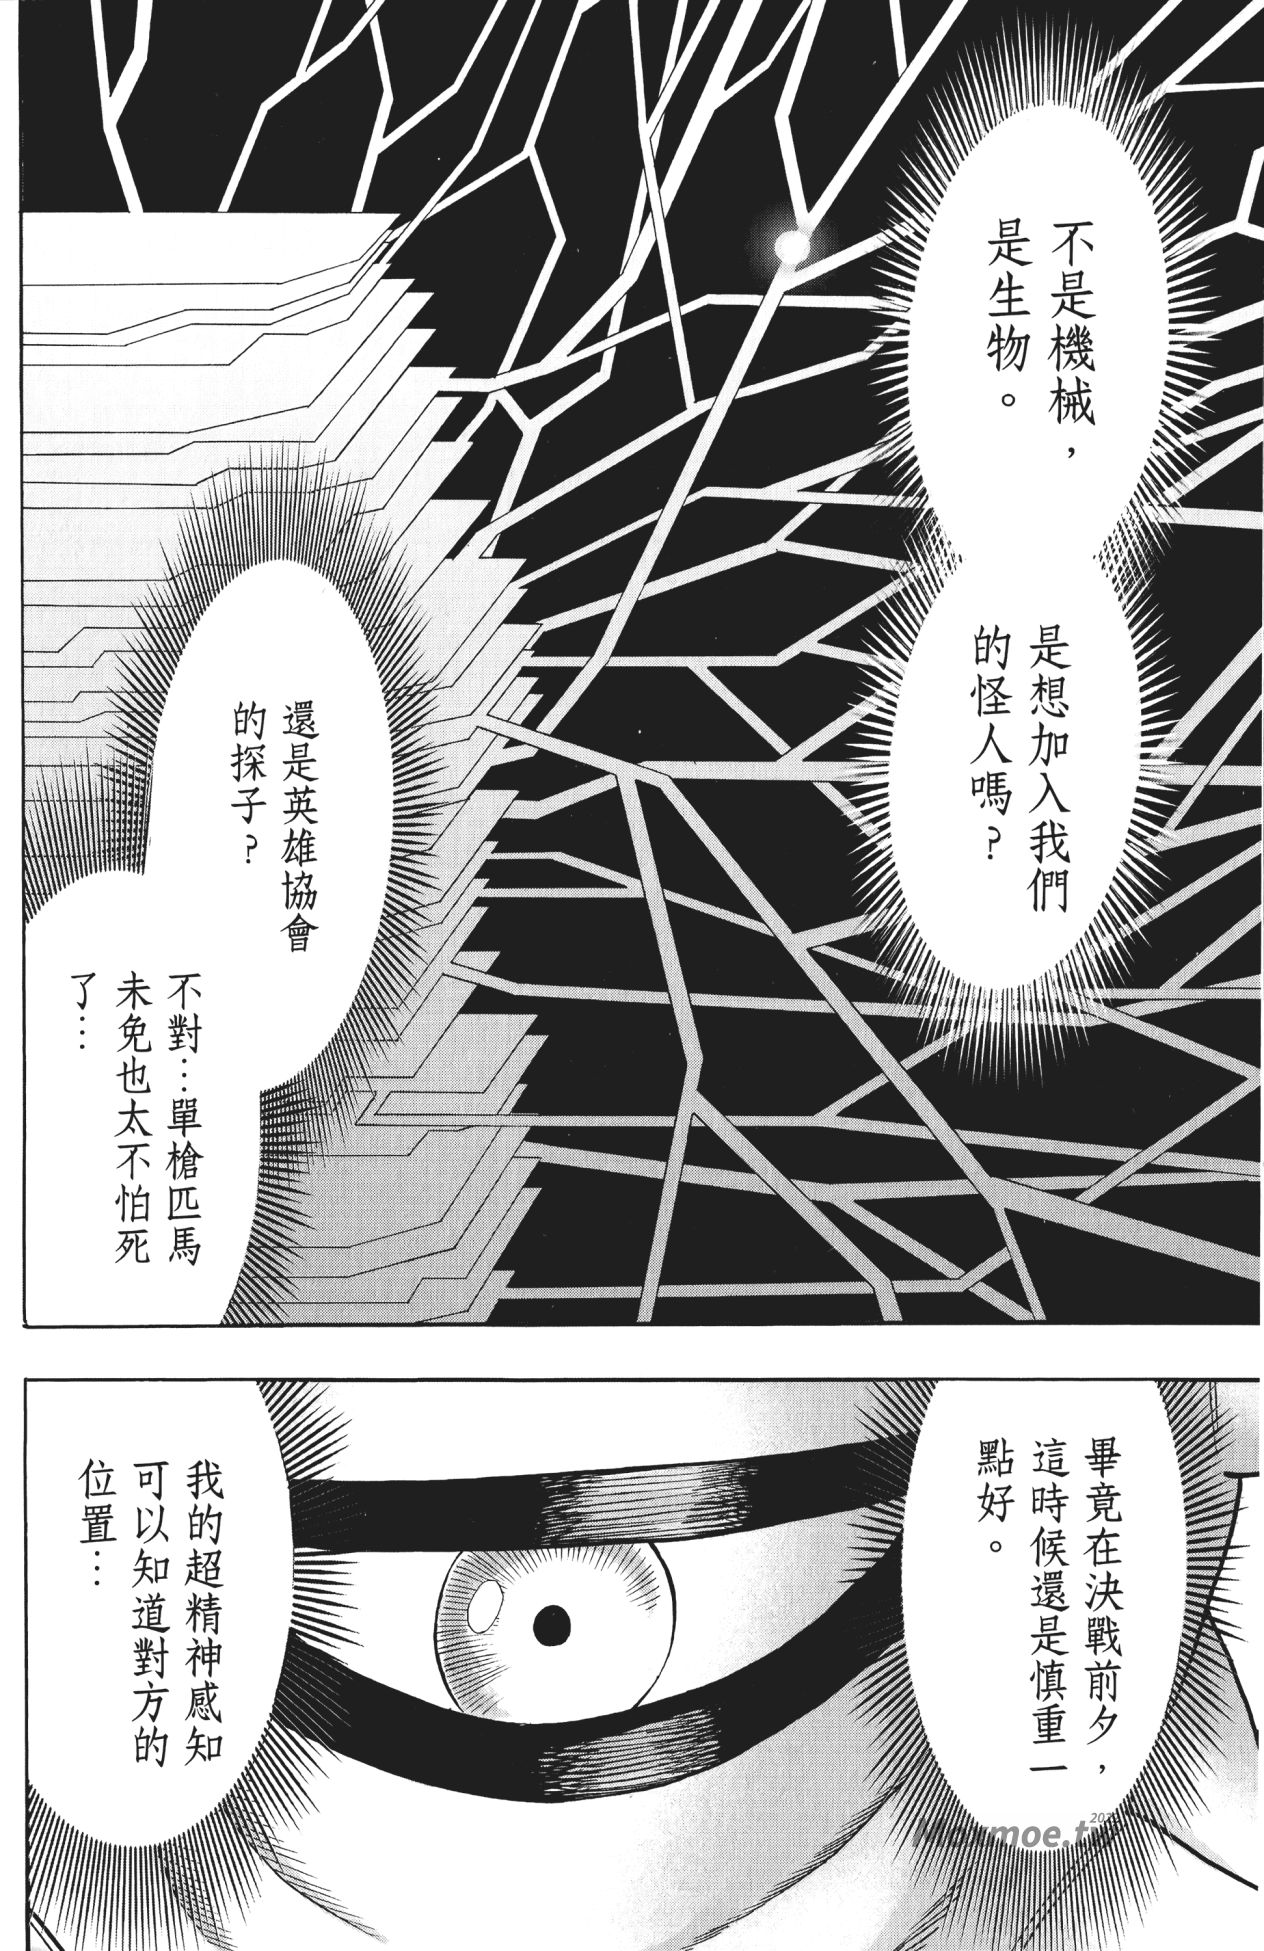 不是機械，
是生物。
是想加入我們
的怪人嗎？
還是英雄協會
的探子？
不對…單槍匹馬
未免也太不怕死
了…
畢竟在決戰前夕，
這時候還是慎重一
點好。
我的超精神感知
可以知道對方的
位置…